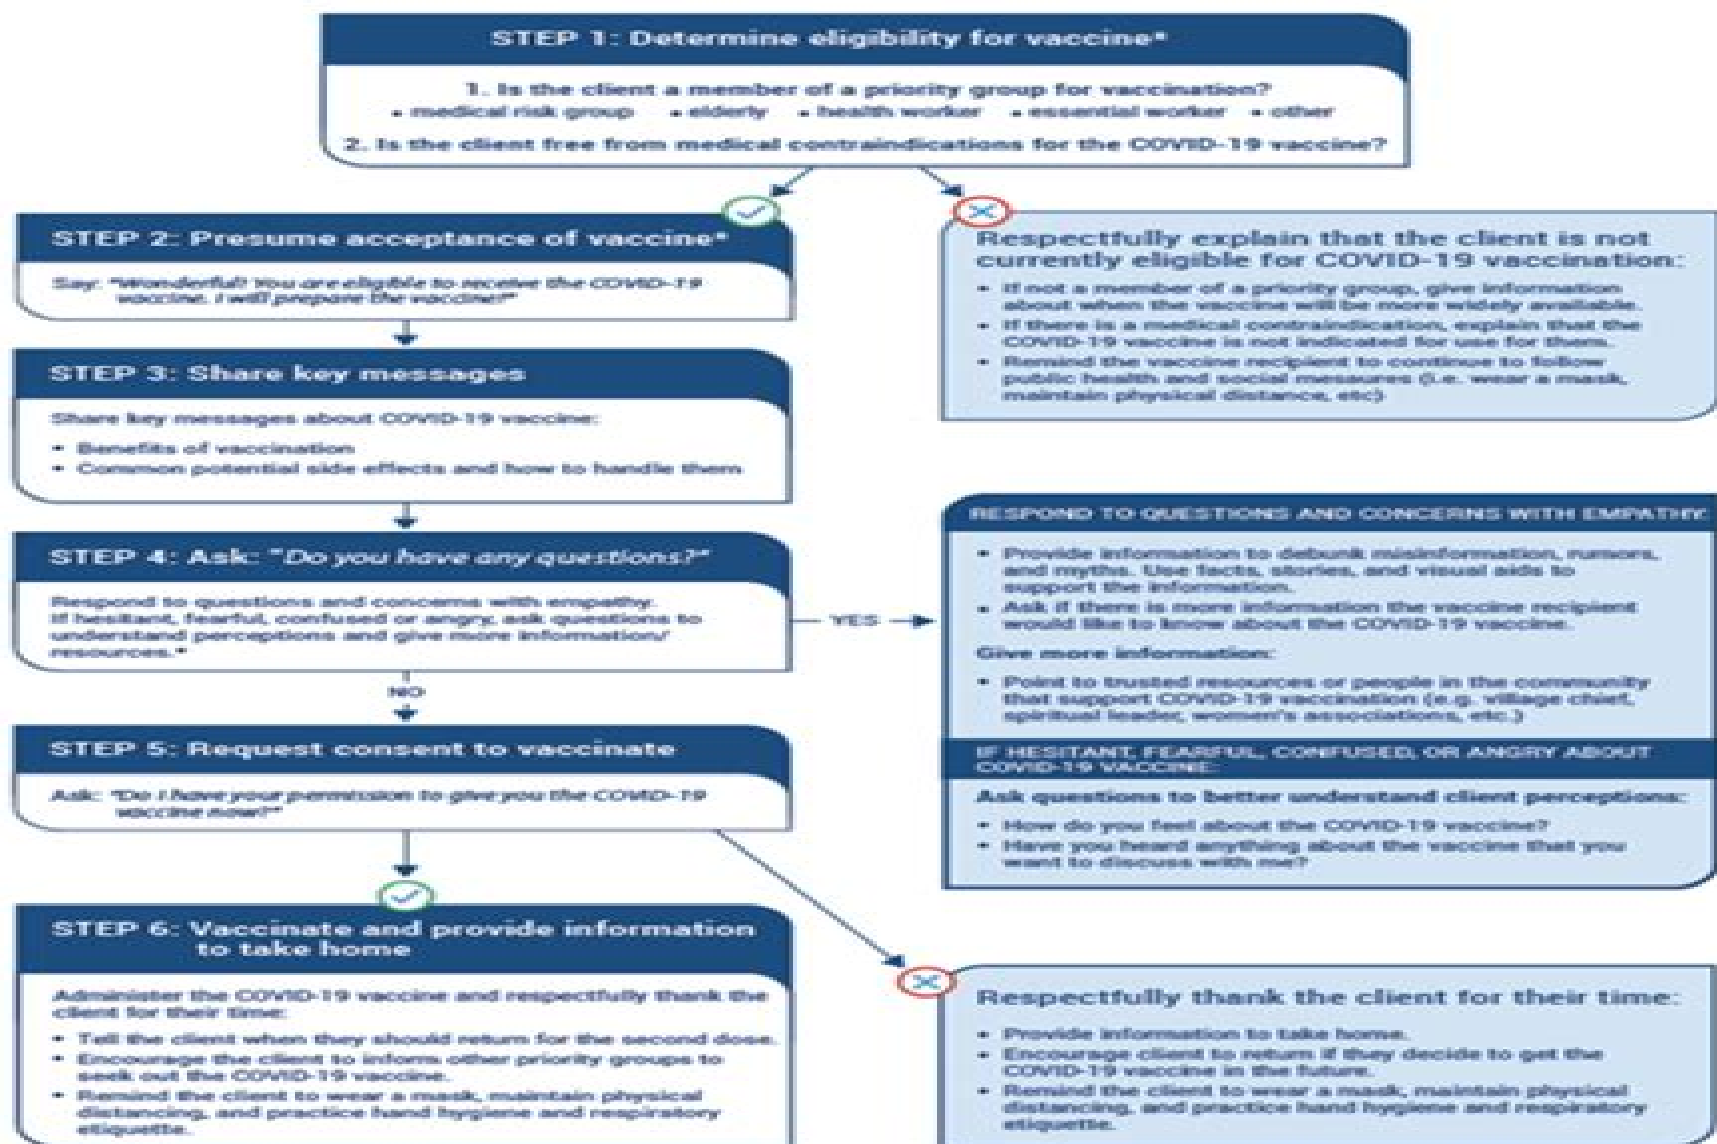 STEP 1: Determine eligibility for vaccine*
1. Is the client a member of a priority group for vaccination?
• medical risk group • elderly • health worker • essential worker • other
2. Is the client free from medical contraindications for the COVID-19 vaccine?
STEP 2: Presume acceptance of vaccine*
Say: "Wonderful! You are eligible to receive the COVID-19
vaccine. I will prepare the vaccine!"
Respectfully explain that the client is not
currently eligible for COVID-19 vaccination:
• If not a member of a priority group, give information
about when the vaccine will be more widely available.
• If there is a medical contraindication, explain that the
COVID-19 vaccine is not indicated for use for them.
• Remind the vaccine recipient to continue to follow
public health and social mesaures (i.e. wear a mask,
maintain physical distance, etc)
STEP 3: Share key messages
Share key messages about COVID-19 vaccine:
• Benefits of vaccination
• Common potential side effects and how to handle them
STEP 4: Ask: "Do you have any questions?"
Respond to questions and concerns with empathy.
If hesitant, fearful, confused or angry, ask questions to
understand perceptions and give more information/
resources.*
YES
NO
RESPOND TO QUESTIONS AND CONCERNS WITH EMPATHY:
• Provide information to debunk misinformation, rumors,
and myths. Use facts, stories, and visual aids to
support the information.
• Ask if there is more information the vaccine recipient
would like to know about the COVID-19 vaccine.
Give more information:
• Point to trusted resources or people in the community
that support COVID-19 vaccination (e.g. village chief,
spiritual leader, women's associations, etc.)
IF HESITANT, FEARFUL, CONFUSED, OR ANGRY ABOUT
COVID-19 VACCINE:
Ask questions to better understand client perceptions:
• How do you feel about the COVID-19 vaccine?
• Have you heard anything about the vaccine that you
want to discuss with me?
STEP 5: Request consent to vaccinate
Ask: "Do I have your permission to give you the COVID-19
vaccine now?"
STEP 6: Vaccinate and provide information
to take home
Administer the COVID-19 vaccine and respectfully thank the
client for their time:
• Tell the client when they should return for the second dose.
• Encourage the client to inform other priority groups to
seek out the COVID-19 vaccine.
• Remind the client to wear a mask, maintain physical
distancing, and practice hand hygiene and respiratory
etiquette.
Respectfully thank the client for their time:
• Provide information to take home.
• Encourage client to return if they decide to get the
COVID-19 vaccine in the future.
• Remind the client to wear a mask, maintain physical
distancing, and practice hand hygiene and respiratory
etiquette.